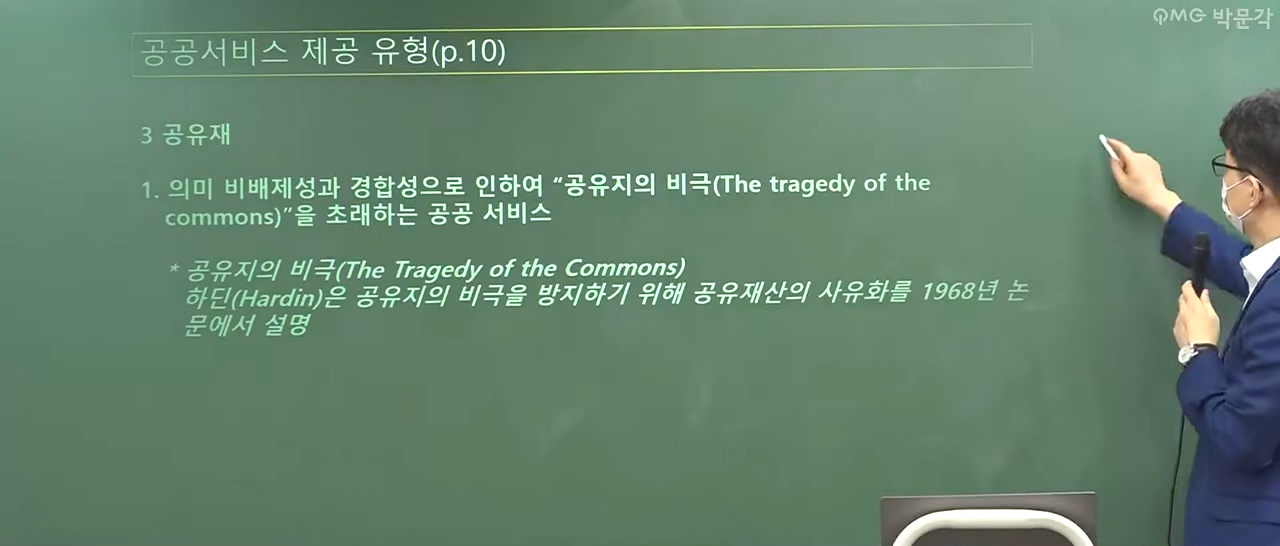 PMG 박문각
공공서비스 제공 유형(p.10)
3 공유재
1. 의미 비배제성과 경합성으로 인하여 “공유지의 비극(The tragedy of the
commons)”을 초래하는 공공 서비스
* 공유지의 비극(The Tragedy of the Commons)
하딘(Hardin)은 공유지의 비극을 방지하기 위해 공유재산의 사유화를 1968년 논
문에서 설명